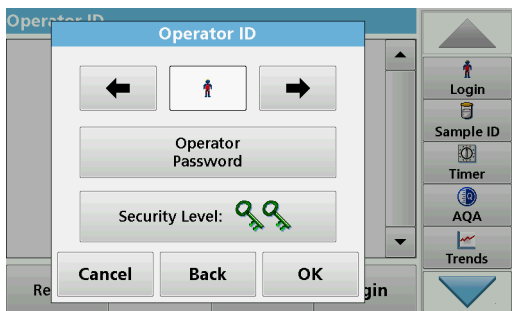 Operator ID
Operator ID
Login
Sample ID
Operator
Password
Timer
AQA
Security Level:
Trends
Cancel
Back
OK